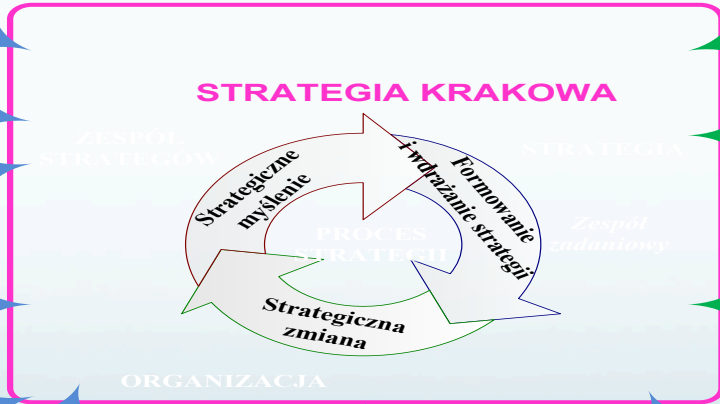 STRATEGIA KRAKOWA
ZESPÓŁ
STRATEGÓW
STRATEGIA
Strategiczne
myślenie
Formowanie
i wdrażanie strategii
PROCES
STRATEGII
Zespół
zadaniowy
Strategiczna
zmiana
ORGANIZACJA